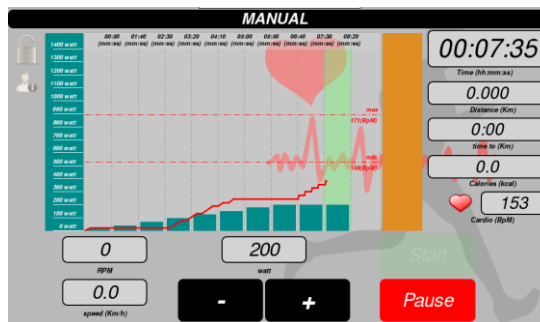 MANUAL
00:50 01:40 02:30 03:20 04:10 05:00 05:50 06:40 07:30 08:20
(mm:ss) (mm:ss) (mm:ss) (mm:ss) (mm:ss) (mm:ss) (mm:ss) (mm:ss) (mm:ss) (mm:ss)
1400 watt
1300 watt
1200 watt
1100 watt
1000 watt
900 watt
800 watt
700 watt
600 watt
500 watt
400 watt
300 watt
200 watt
100 watt
0 watt
max
171(BpM)
min
(BpM)
00:07:35
Time (hh:mm:ss)
0.000
Distance (Km)
0:00
time to (Km)
0.0
Calories (kcal)
153
Cardio (BpM)
0
RPM
200
watt
0.0
speed (Km/h)
-
+
Start
Pause